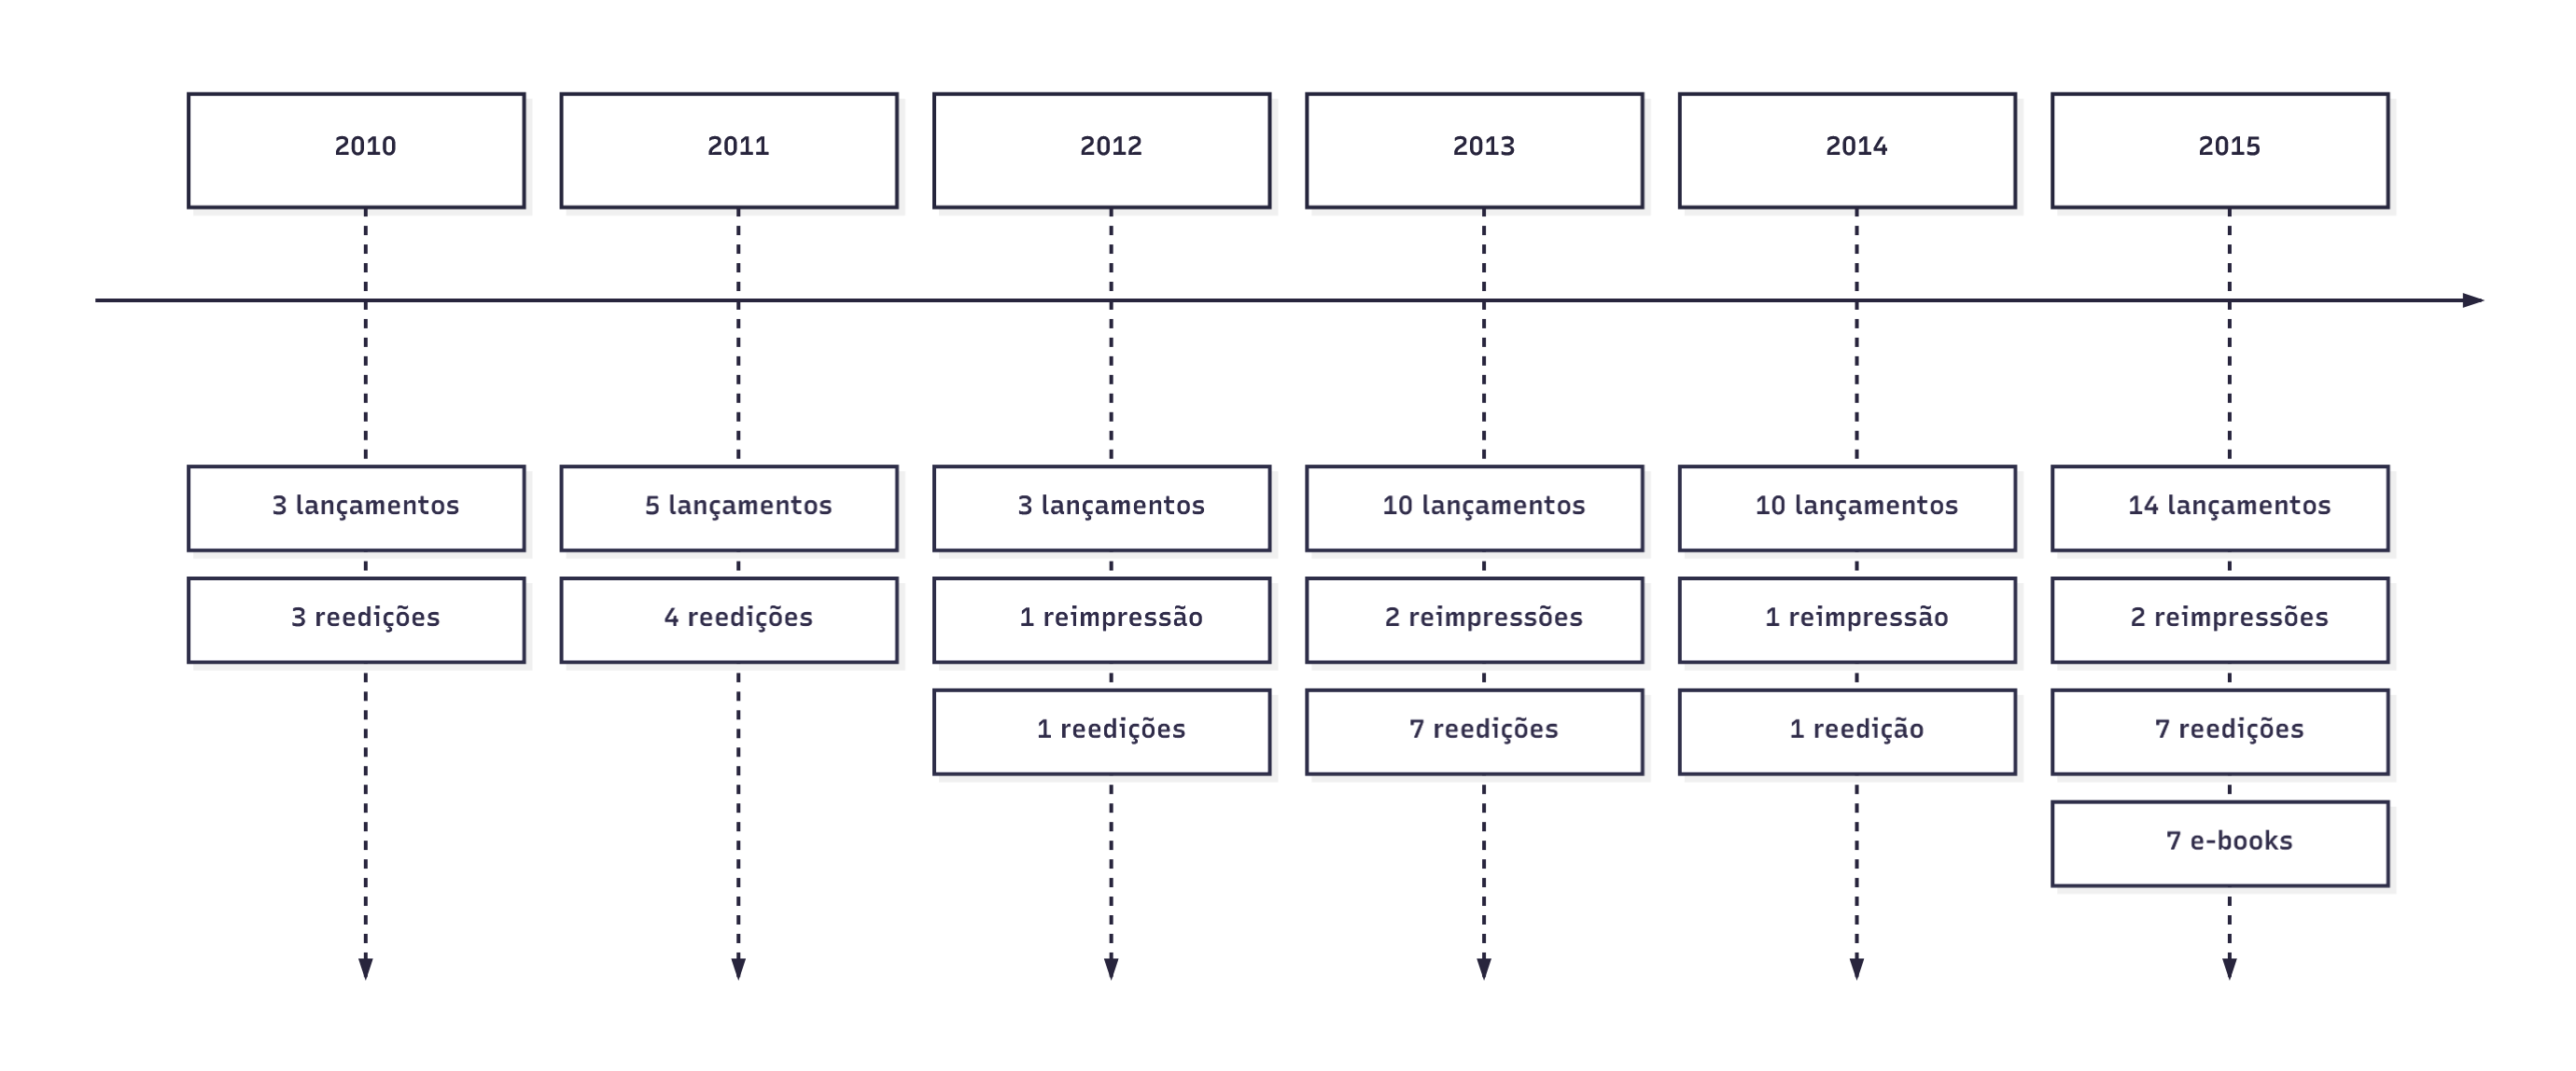 2010
2011
2012
2013
2014
2015
3 lançamentos
5 lançamentos
3 lançamentos
10 lançamentos
10 lançamentos
14 lançamentos
3 reedições
4 reedições
1 reimpressão
2 reimpressões
1 reimpressão
2 reimpressões
1 reedições
7 reedições
1 reedição
7 reedições
7 e-books